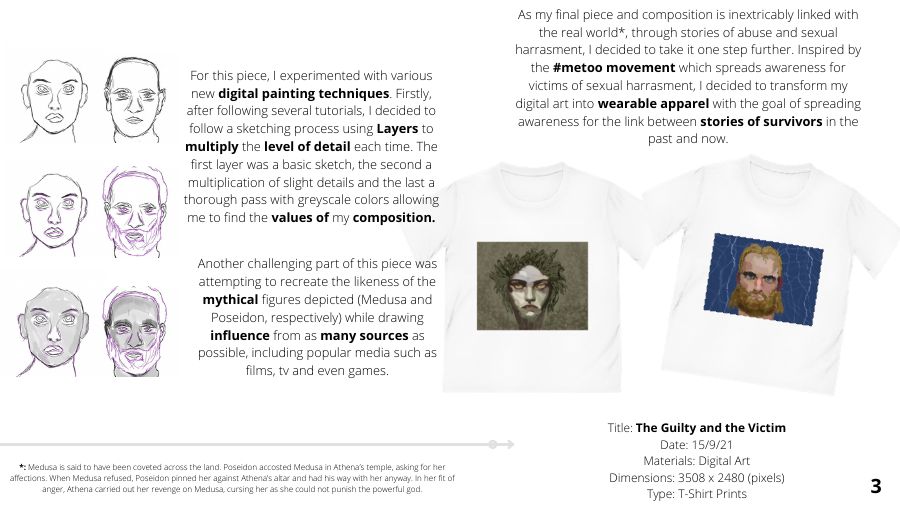 For this piece, I experimented with various
new digital painting techniques. Firstly,
after following several tutorials, I decided to
follow a sketching process using Layers to
multiply the level of detail each time. The
first layer was a basic sketch, the second a
multiplication of slight details and the last a
thorough pass with greyscale colors allowing
me to find the values of my composition.
Another challenging part of this piece was
attempting to recreate the likeness of the
mythical figures depicted (Medusa and
Poseidon, respectively) while drawing
influence from as many sources as
possible, including popular media such as
films, tv and even games.
As my final piece and composition is inextricably linked with
the real world*, through stories of abuse and sexual
harrasment, I decided to take it one step further. Inspired by
the #metoo movement which spreads awareness for
victims of sexual harrasment, I decided to transform my
digital art into wearable apparel with the goal of spreading
awareness for the link between stories of survivors in the
past and now.
*: Medusa is said to have been coveted across the land. Poseidon accosted Medusa in Athena's temple, asking for her
affections. When Medusa refused, Poseidon pinned her against Athena's altar and had his way with her anyway. In her fit of
anger, Athena carried out her revenge on Medusa, cursing her as she could not punish the powerful god.
Title: The Guilty and the Victim
Date: 15/9/21
Materials: Digital Art
Dimensions: 3508 x 2480 (pixels)
Type: T-Shirt Prints
3